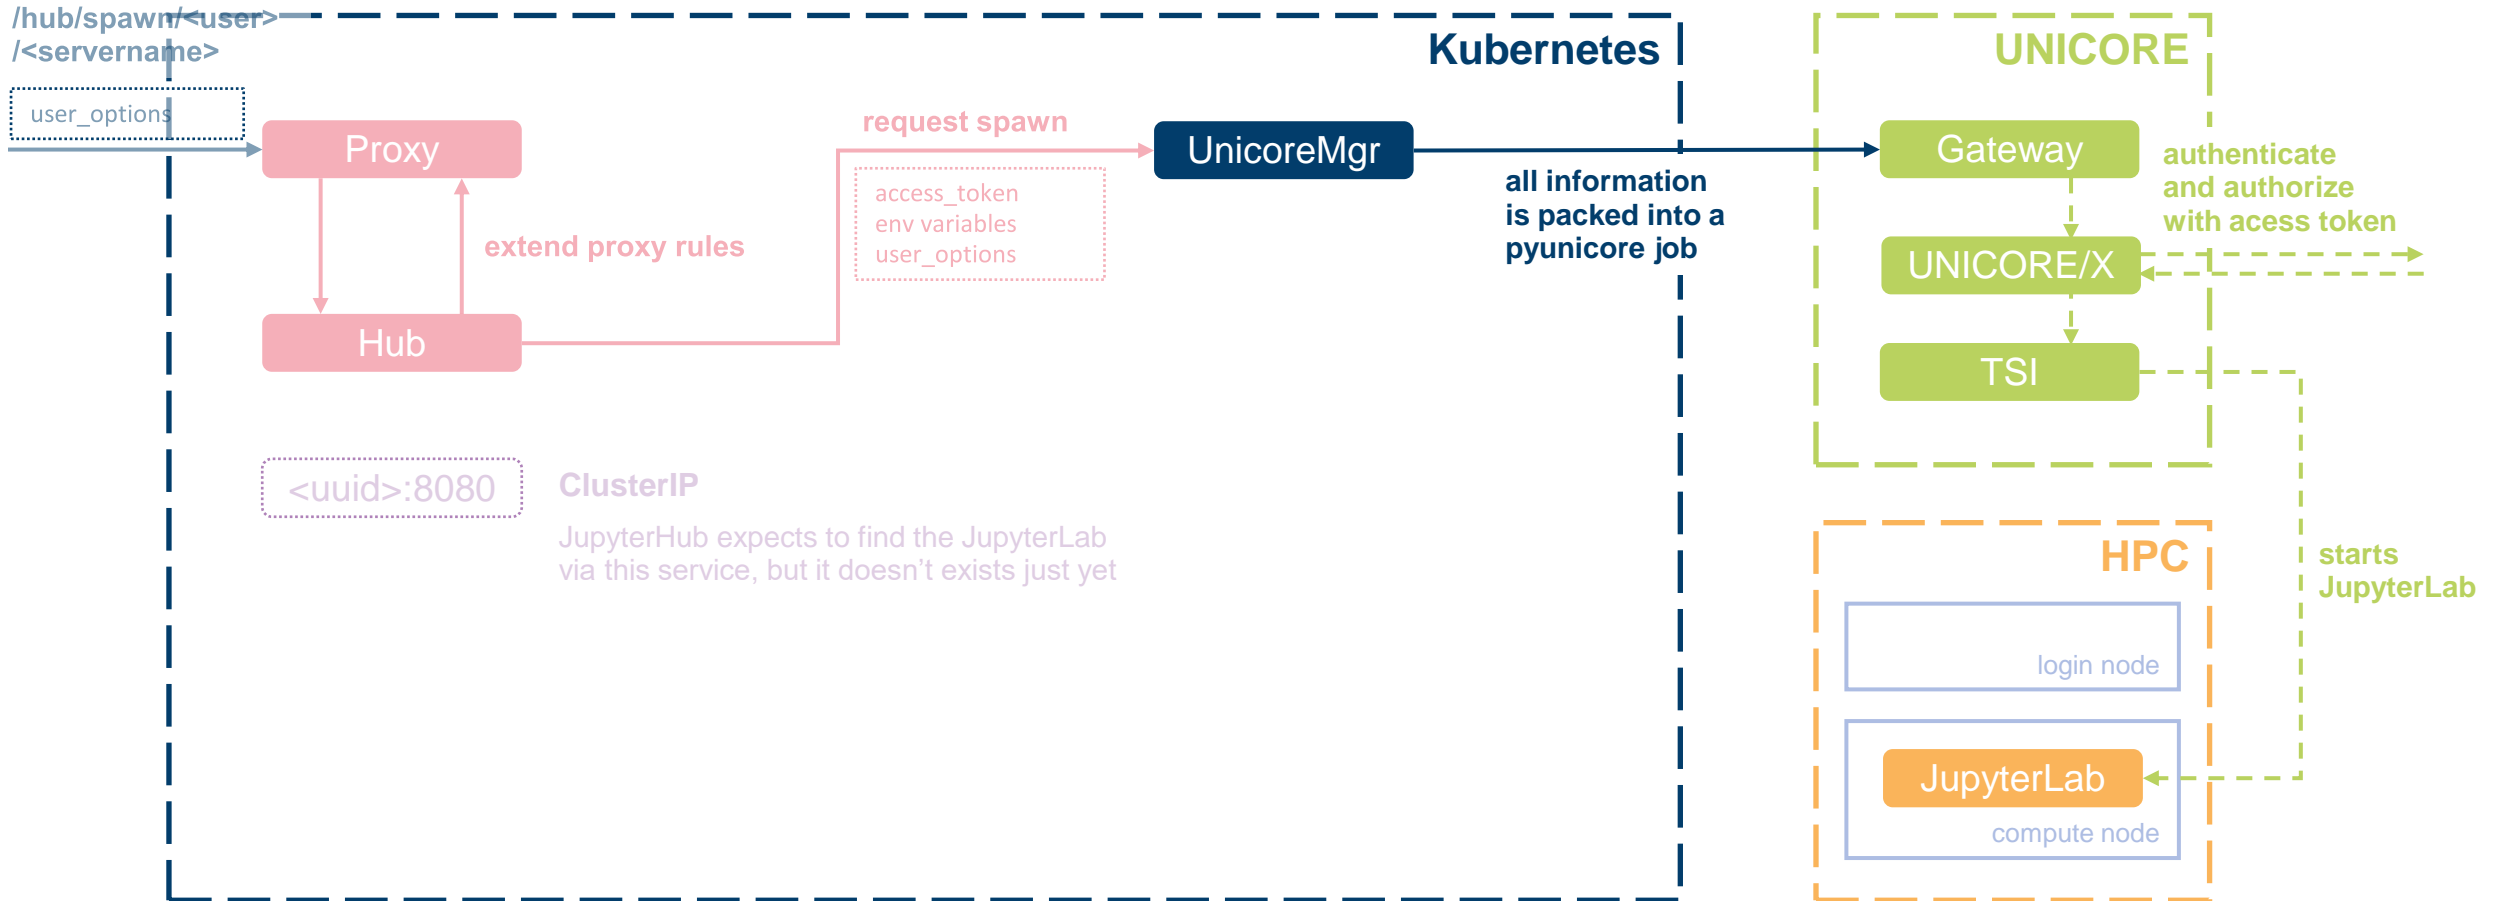 /hub/spawn/<user>
/<servername>
user_options
Proxy
Hub
extend proxy rules
request spawn
access_token
env variables
user_options
Kubernetes
UnicoreMgr
all information
is packed into a
pyunicore job
<uuid>:8080
ClusterIP
JupyterHub expects to find the JupyterLab
via this service, but it doesn’t exists just yet
UNICORE
Gateway
authenticate
and authorize
with acess token
UNICORE/X
TSI
starts
JupyterLab
HPC
login node
JupyterLab
compute node